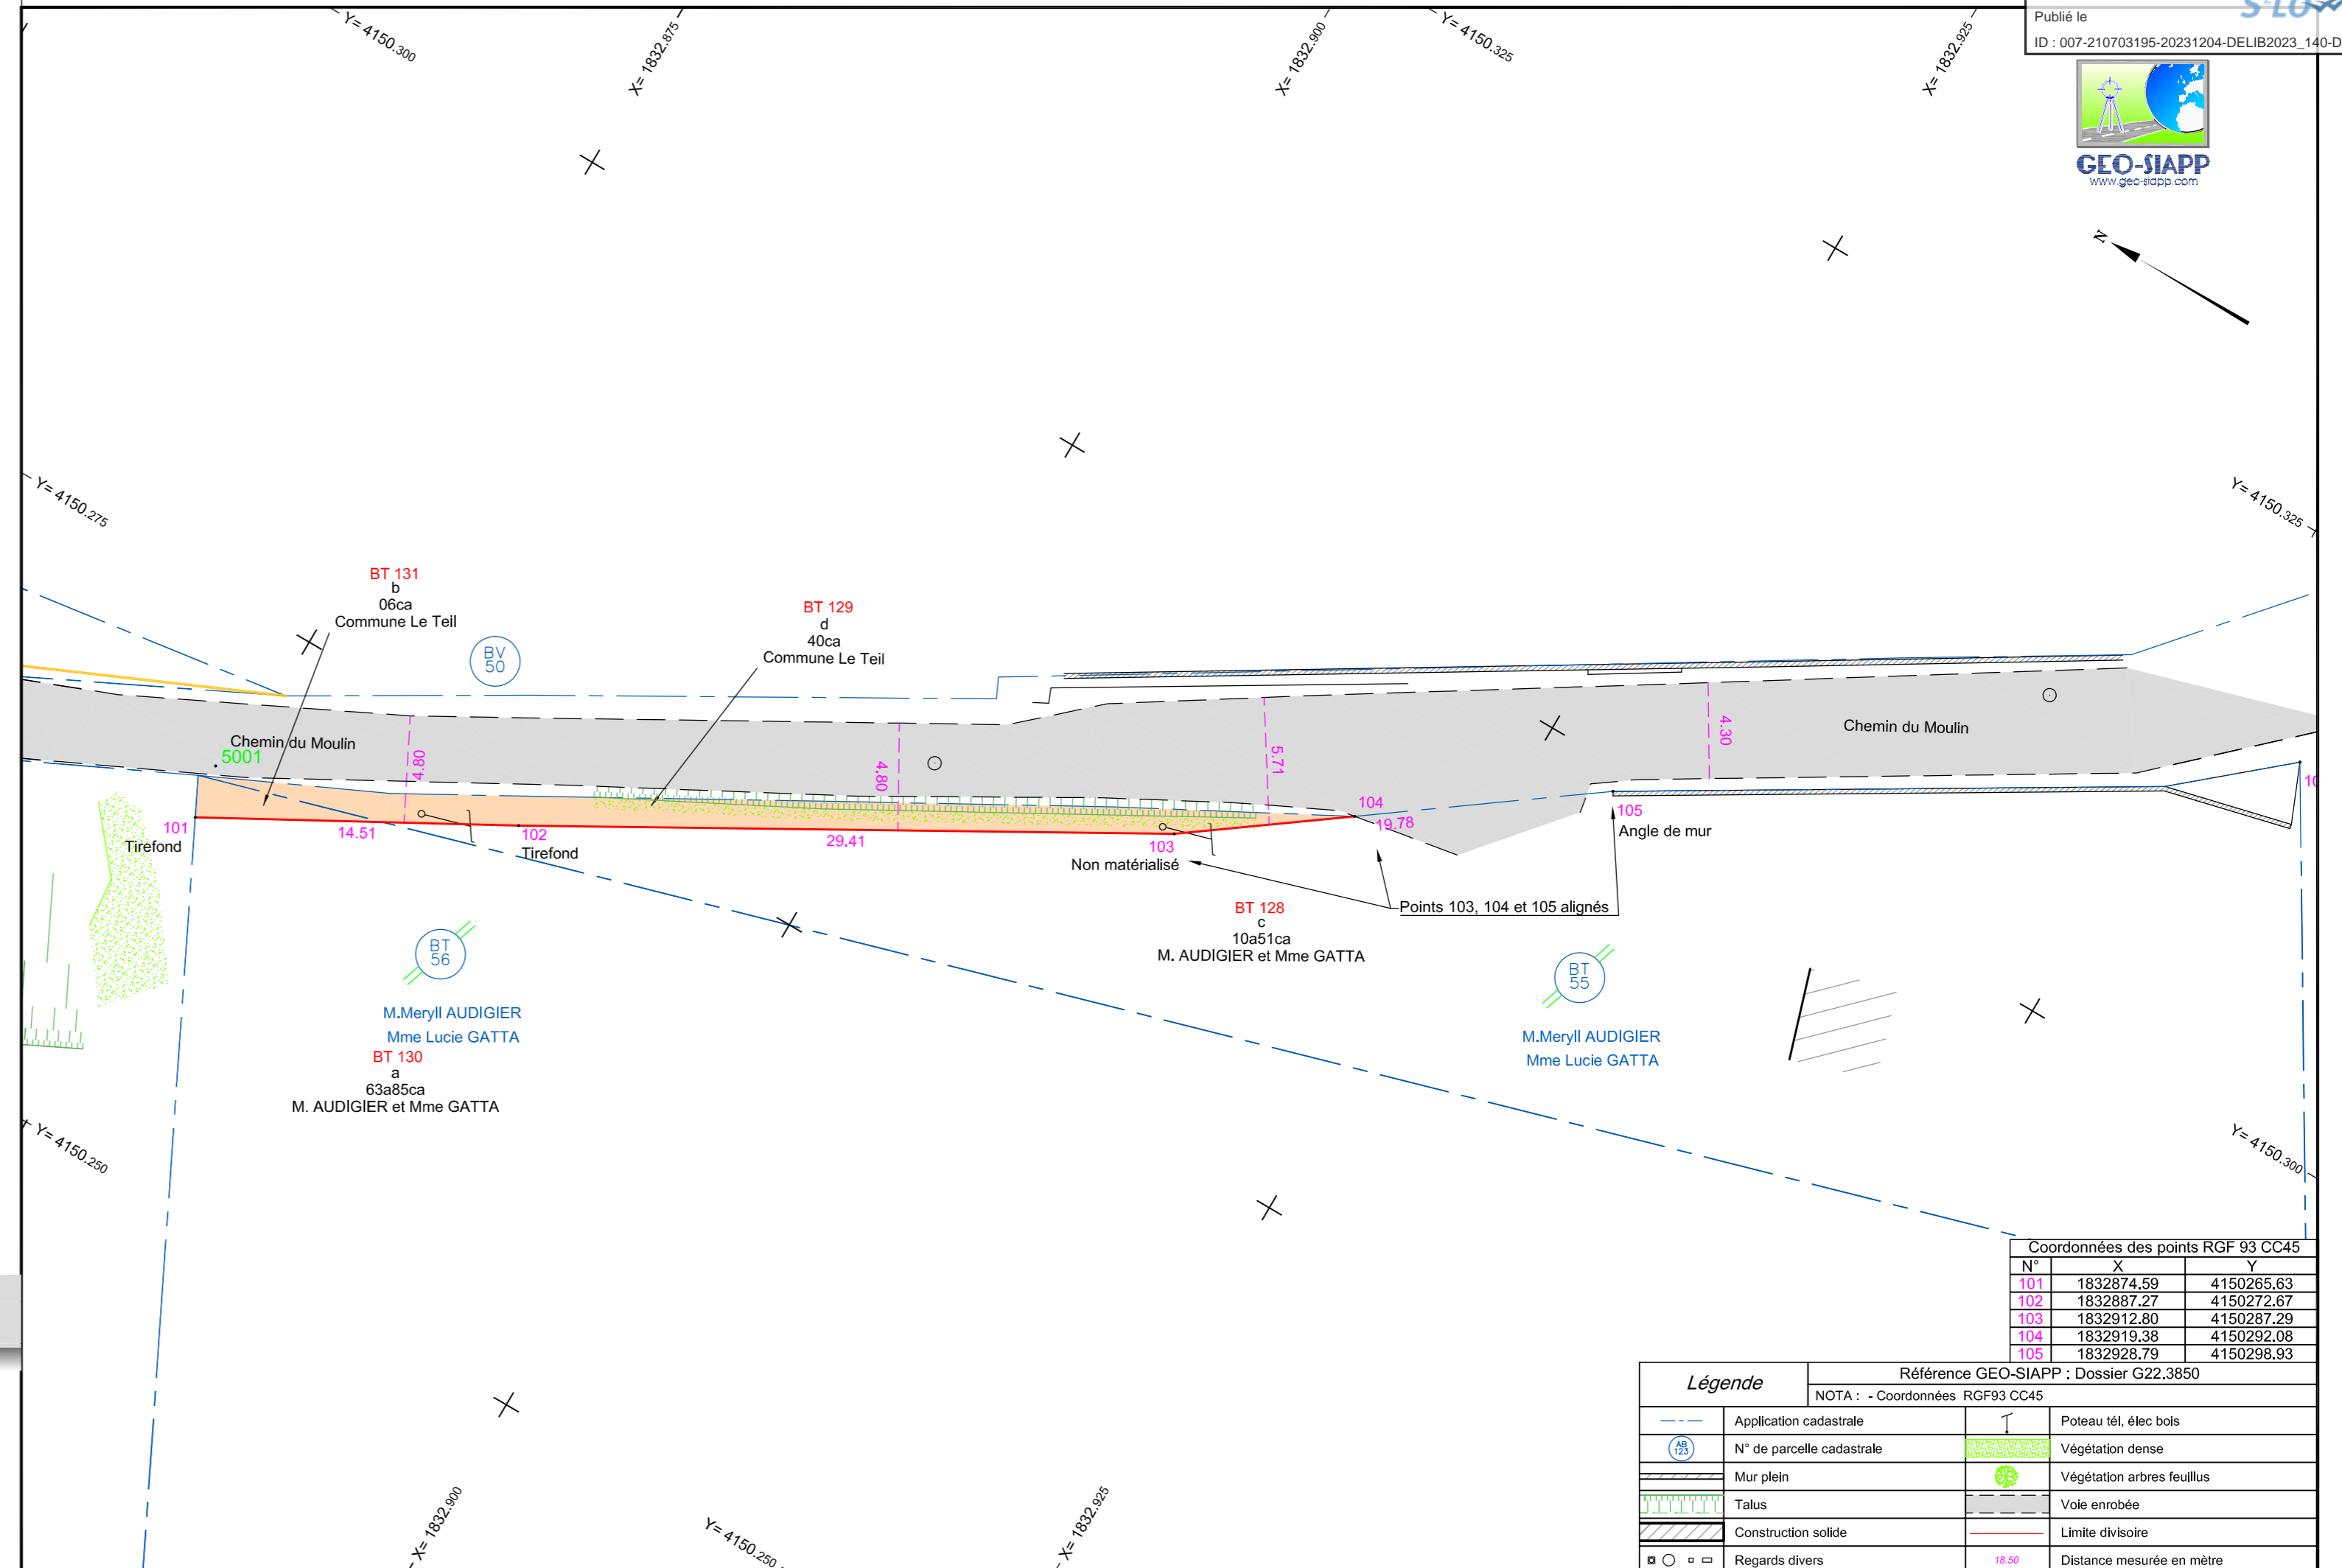 Publié le
S²LO
ID : 007-210703195-20231204-DELIB2023_140-D
Y= 4150.300
X= 1832.875
X= 1832.900
Y= 4150.325
X= 1832.925
GEO-SIAPP
www.geo-siapp.com
N
Y= 4150.275
Y= 4150.325
BT 131
b
06ca
Commune Le Teil
BT 129
d
40ca
Commune Le Teil
BV
50
Chemin du Moulin
5001
4.80
4.80
5.71
4.30
Chemin du Moulin
101
Tirefond
14.51
102
Tirefond
29.41
103
Non matérialisé
104
19.78
105
Angle de mur
10
Points 103, 104 et 105 alignés
BT 128
c
10a51ca
M. AUDIGIER et Mme GATTA
BT
56
M.Meryll AUDIGIER
Mme Lucie GATTA
BT 130
a
63a85ca
M. AUDIGIER et Mme GATTA
BT
55
M.Meryll AUDIGIER
Mme Lucie GATTA
Y= 4150.250
Y= 4150.300
X= 1832.900
Y= 4150.250
X= 1832.925
Coordonnées des points RGF 93 CC45
N° X Y
101 1832874.59 4150265.63
102 1832887.27 4150272.67
103 1832912.80 4150287.29
104 1832919.38 4150292.08
105 1832928.79 4150298.93
Légende
Référence GEO-SIAPP : Dossier G22.3850
NOTA : - Coordonnées RGF93 CC45
Application cadastrale
Poteau tél, élec bois
AB
123
N° de parcelle cadastrale
Végétation dense
Mur plein
Végétation arbres feuillus
Talus
Voie enrobée
Construction solide
Limite divisoire
Regards divers
18.50
Distance mesurée en mètre